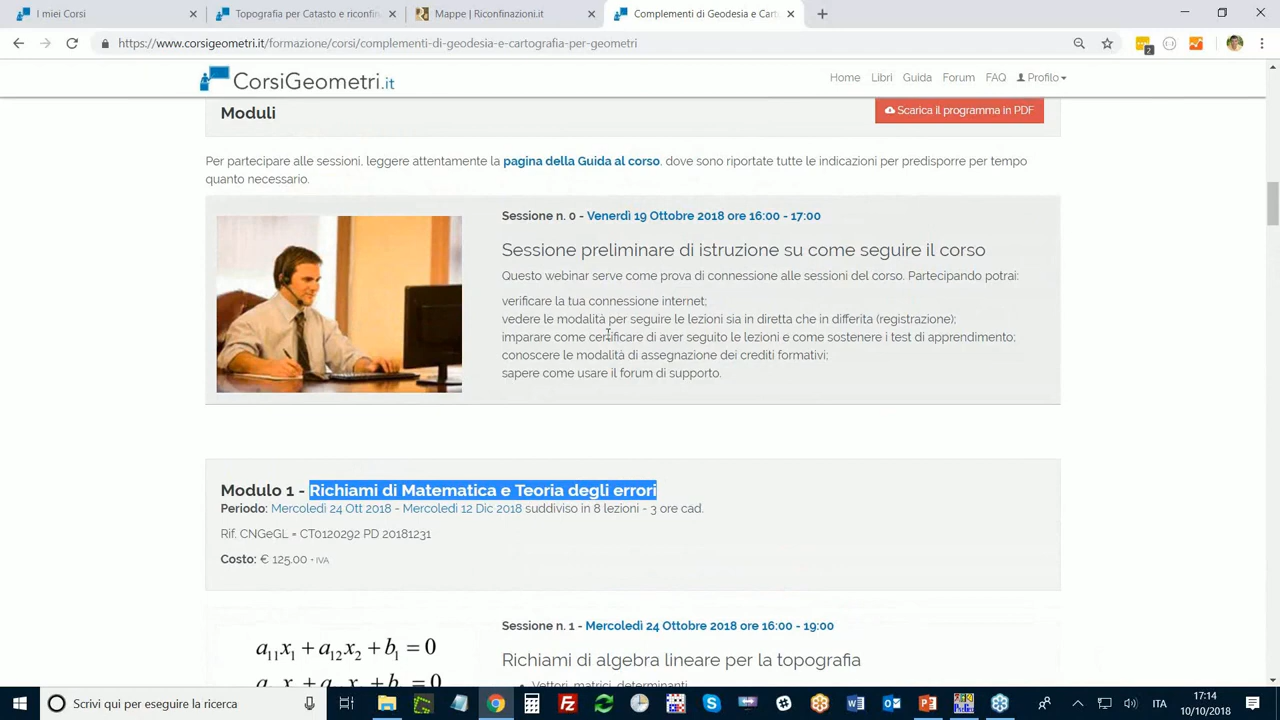 I miei Corsi
Topografia per Catasto e riconfin
Mappe | Riconfinazioni.it
Complementi di Geodesia e Cart
https://www.corsigeometri.it/formazione/corsi/complementi-di-geodesia-e-cartografia-per-geometri
2
CorsiGeometri.it
Home Libri Guida Forum FAQ Profilo
Moduli
Scarica il programma in PDF
Per partecipare alle sessioni, leggere attentamente la pagina della Guida al corso, dove sono riportate tutte le indicazioni per predisporre per tempo
quanto necessario.
Sessione n. 0 - Venerdì 19 Ottobre 2018 ore 16:00 - 17:00
Sessione preliminare di istruzione su come seguire il corso
Questo webinar serve come prova di connessione alle sessioni del corso. Partecipando potrai:
verificare la tua connessione internet;
vedere le modalità per seguire le lezioni sia in diretta che in differita (registrazione);
imparare come certificare di aver seguito le lezioni e come sostenere i test di apprendimento;
conoscere le modalità di assegnazione dei crediti formativi;
sapere come usare il forum di supporto.
Modulo 1 - Richiami di Matematica e Teoria degli errori
Periodo: Mercoledì 24 Ott 2018 - Mercoledì 12 Dic 2018 suddiviso in 8 lezioni - 3 ore cad.
Rif. CNGeGL = CT0120292 PD 20181231
Costo: € 125,00 + IVA
Sessione n. 1 - Mercoledì 24 Ottobre 2018 ore 16:00 - 19:00
a11x1 + a12x2 + b1 = 0
Richiami di algebra lineare per la topografia
Vettori, matrici, determinanti
Scrivi qui per eseguire la ricerca
ITA
17:14
10/10/2018